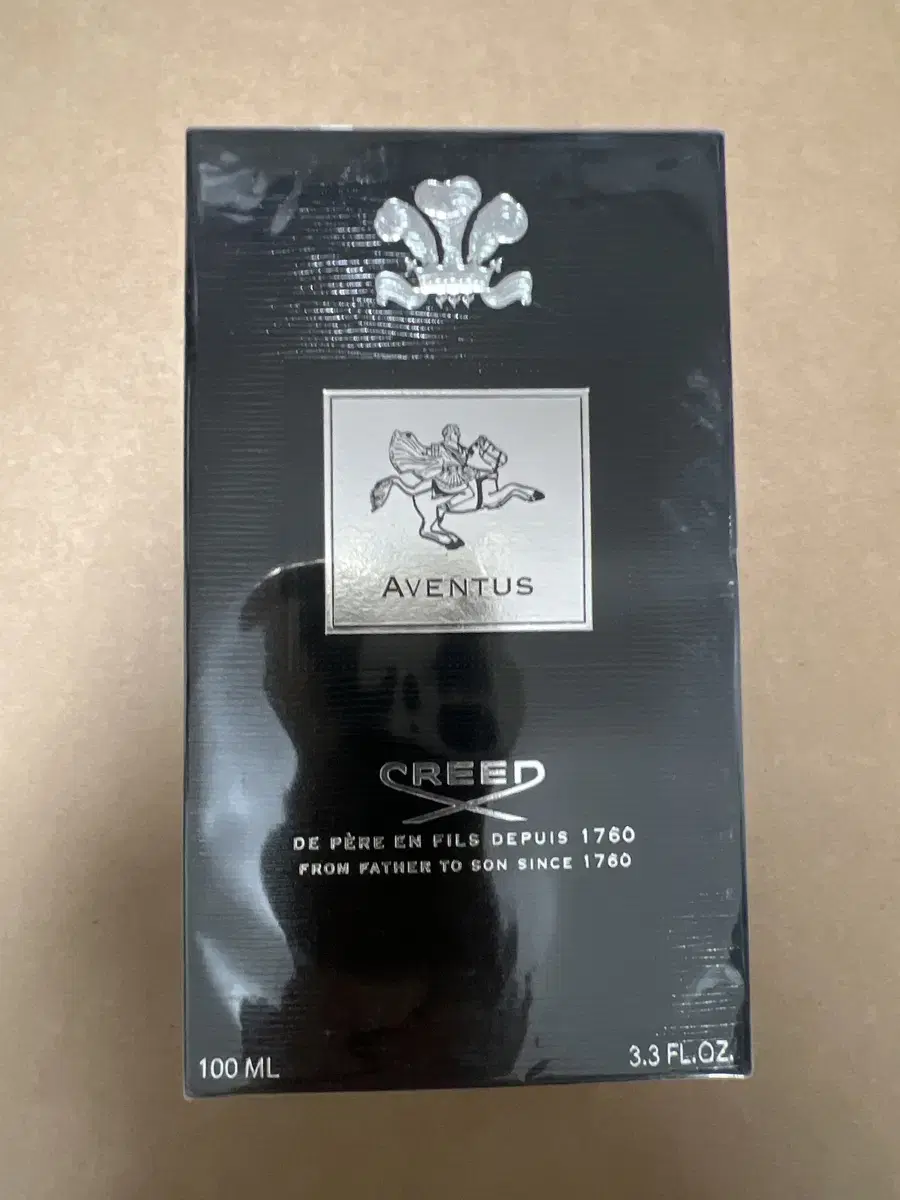 AVENTUS
CREED
DE PÈRE EN FILS DEPUIS 1760
FROM FATHER TO SON SINCE 1760
100 ML
3.3 FL.OZ.